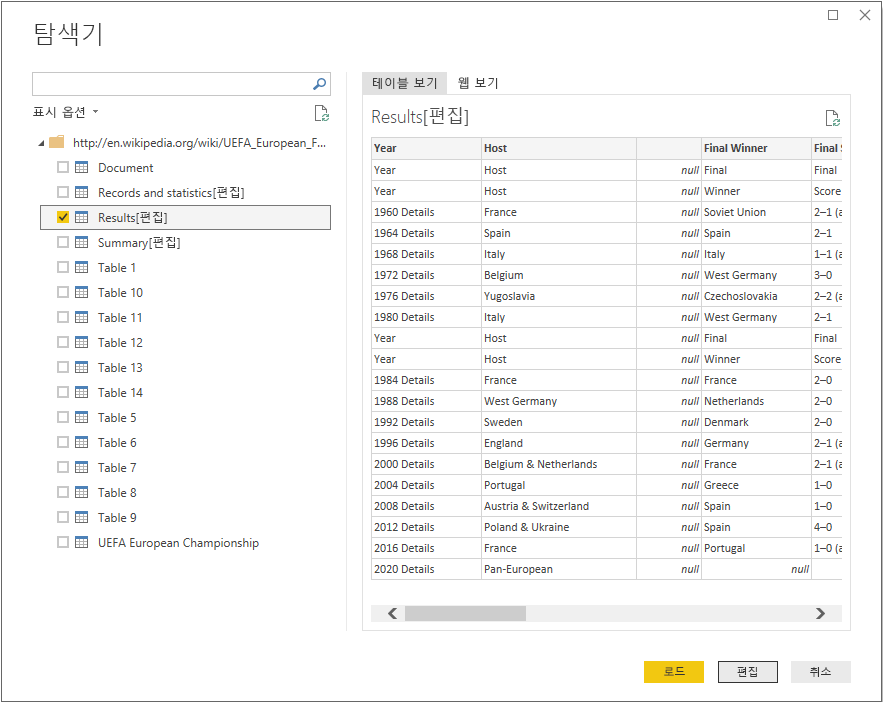 탐색기
표시 옵션
http://en.wikipedia.org/wiki/UEFA_European_F...
Document
Records and statistics[편집]
Results[편집]
Summary[편집]
Table 1
Table 10
Table 11
Table 12
Table 13
Table 14
Table 5
Table 6
Table 7
Table 8
Table 9
UEFA European Championship
테이블 보기 웹 보기
Results[편집]
Year Host Final Winner Final S
Year Host null Final Final
Year Host null Winner Score
1960 Details France null Soviet Union 2–1 (a
1964 Details Spain null Spain 2–1
1968 Details Italy null Italy 1–1 (a
1972 Details Belgium null West Germany 3–0
1976 Details Yugoslavia null Czechoslovakia 2–2 (a
1980 Details Italy null West Germany 2–1
Year Host null Final Final
Year Host null Winner Score
1984 Details France null France 2–0
1988 Details West Germany null Netherlands 2–0
1992 Details Sweden null Denmark 2–0
1996 Details England null Germany 2–1 (a
2000 Details Belgium & Netherlands null France 2–1 (a
2004 Details Portugal null Greece 1–0
2008 Details Austria & Switzerland null Spain 1–0
2012 Details Poland & Ukraine null Spain 4–0
2016 Details France null Portugal 1–0 (a
2020 Details Pan-European null null
로드 편집 취소